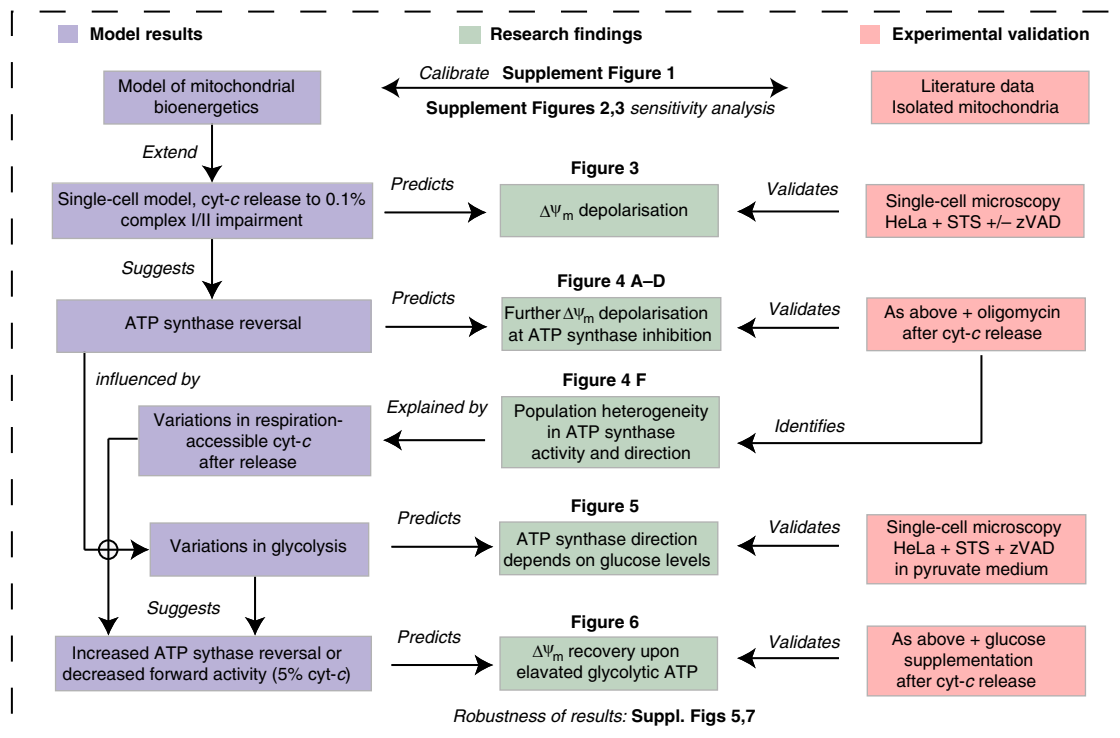 Model results
Research findings
Experimental validation
Model of mitochondrial
bioenergetics
Calibrate Supplement Figure 1
Supplement Figures 2,3 sensitivity analysis
Literature data
Isolated mitochondria
Extend
Figure 3
Single-cell model, cyt-c release to 0.1%
complex I/II impairment
Predicts
ΔΨm depolarisation
Validates
Single-cell microscopy
HeLa + STS +/– zVAD
Suggests
Figure 4 A–D
ATP synthase reversal
Predicts
Further ΔΨm depolarisation
at ATP synthase inhibition
Validates
As above + oligomycin
after cyt-c release
influenced by
Figure 4 F
Variations in respiration-
accessible cyt-c
after release
Explained by
Population heterogeneity
in ATP synthase
activity and direction
Identifies
Figure 5
Variations in glycolysis
Predicts
ATP synthase direction
depends on glucose levels
Validates
Single-cell microscopy
HeLa + STS + zVAD
in pyruvate medium
Suggests
Figure 6
Increased ATP sythase reversal or
decreased forward activity (5% cyt-c)
Predicts
ΔΨm recovery upon
elavated glycolytic ATP
Validates
As above + glucose
supplementation
after cyt-c release
Robustness of results: Suppl. Figs 5,7